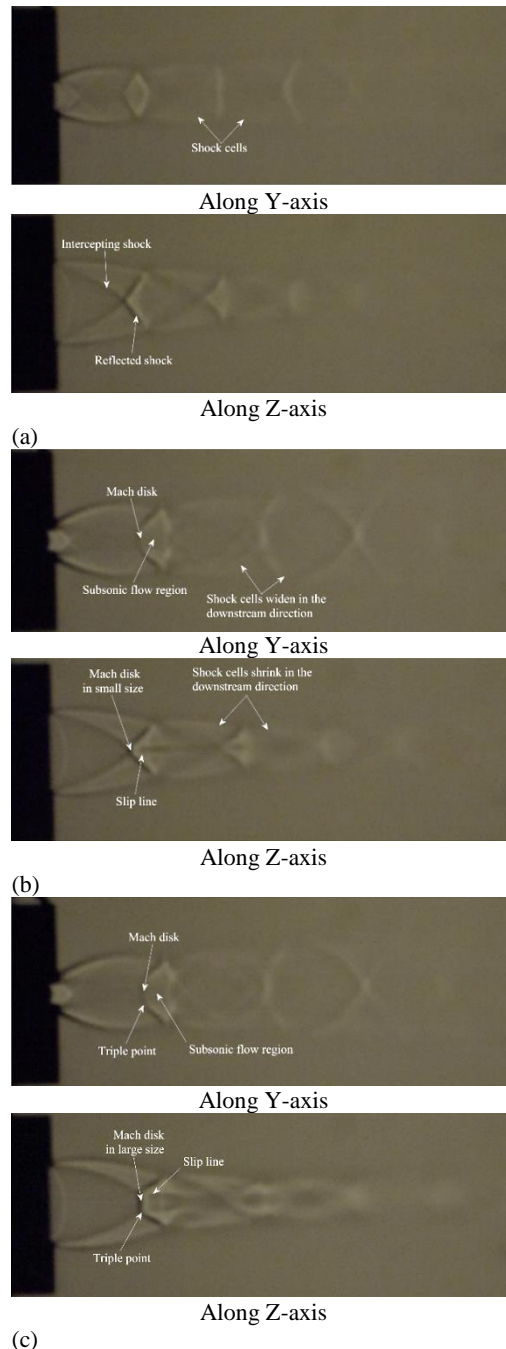 Shock cells
Along Y-axis
Intercepting shock
Reflected shock
Along Z-axis
(a)
Mach disk
Subsonic flow region
Shock cells widen in the
downstream direction
Along Y-axis
Mach disk
in small size
Shock cells shrink in the
downstream direction
Slip line
Along Z-axis
(b)
Mach disk
Triple point
Subsonic flow region
Along Y-axis
Mach disk
in large size
Slip line
Triple point
Along Z-axis
(c)